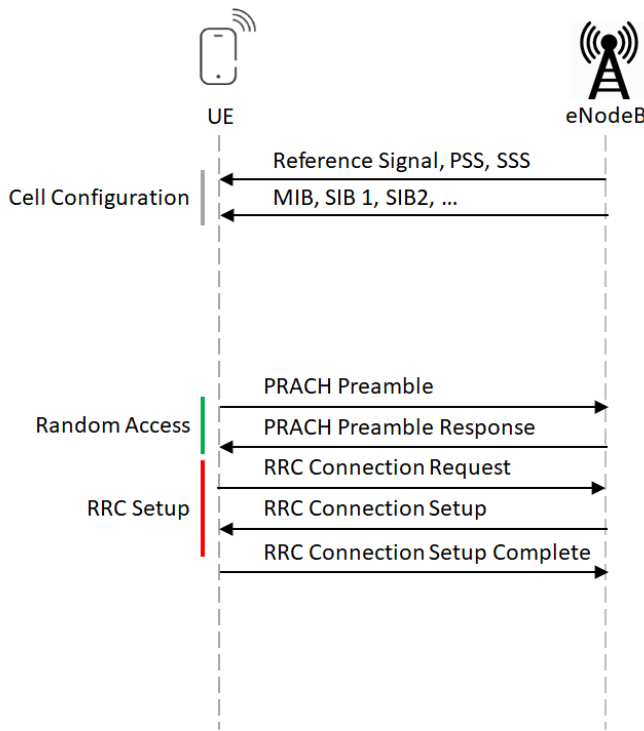 UE
eNodeB
Reference Signal, PSS, SSS
Cell Configuration
MIB, SIB 1, SIB2, ...
PRACH Preamble
Random Access
PRACH Preamble Response
RRC Connection Request
RRC Setup
RRC Connection Setup
RRC Connection Setup Complete